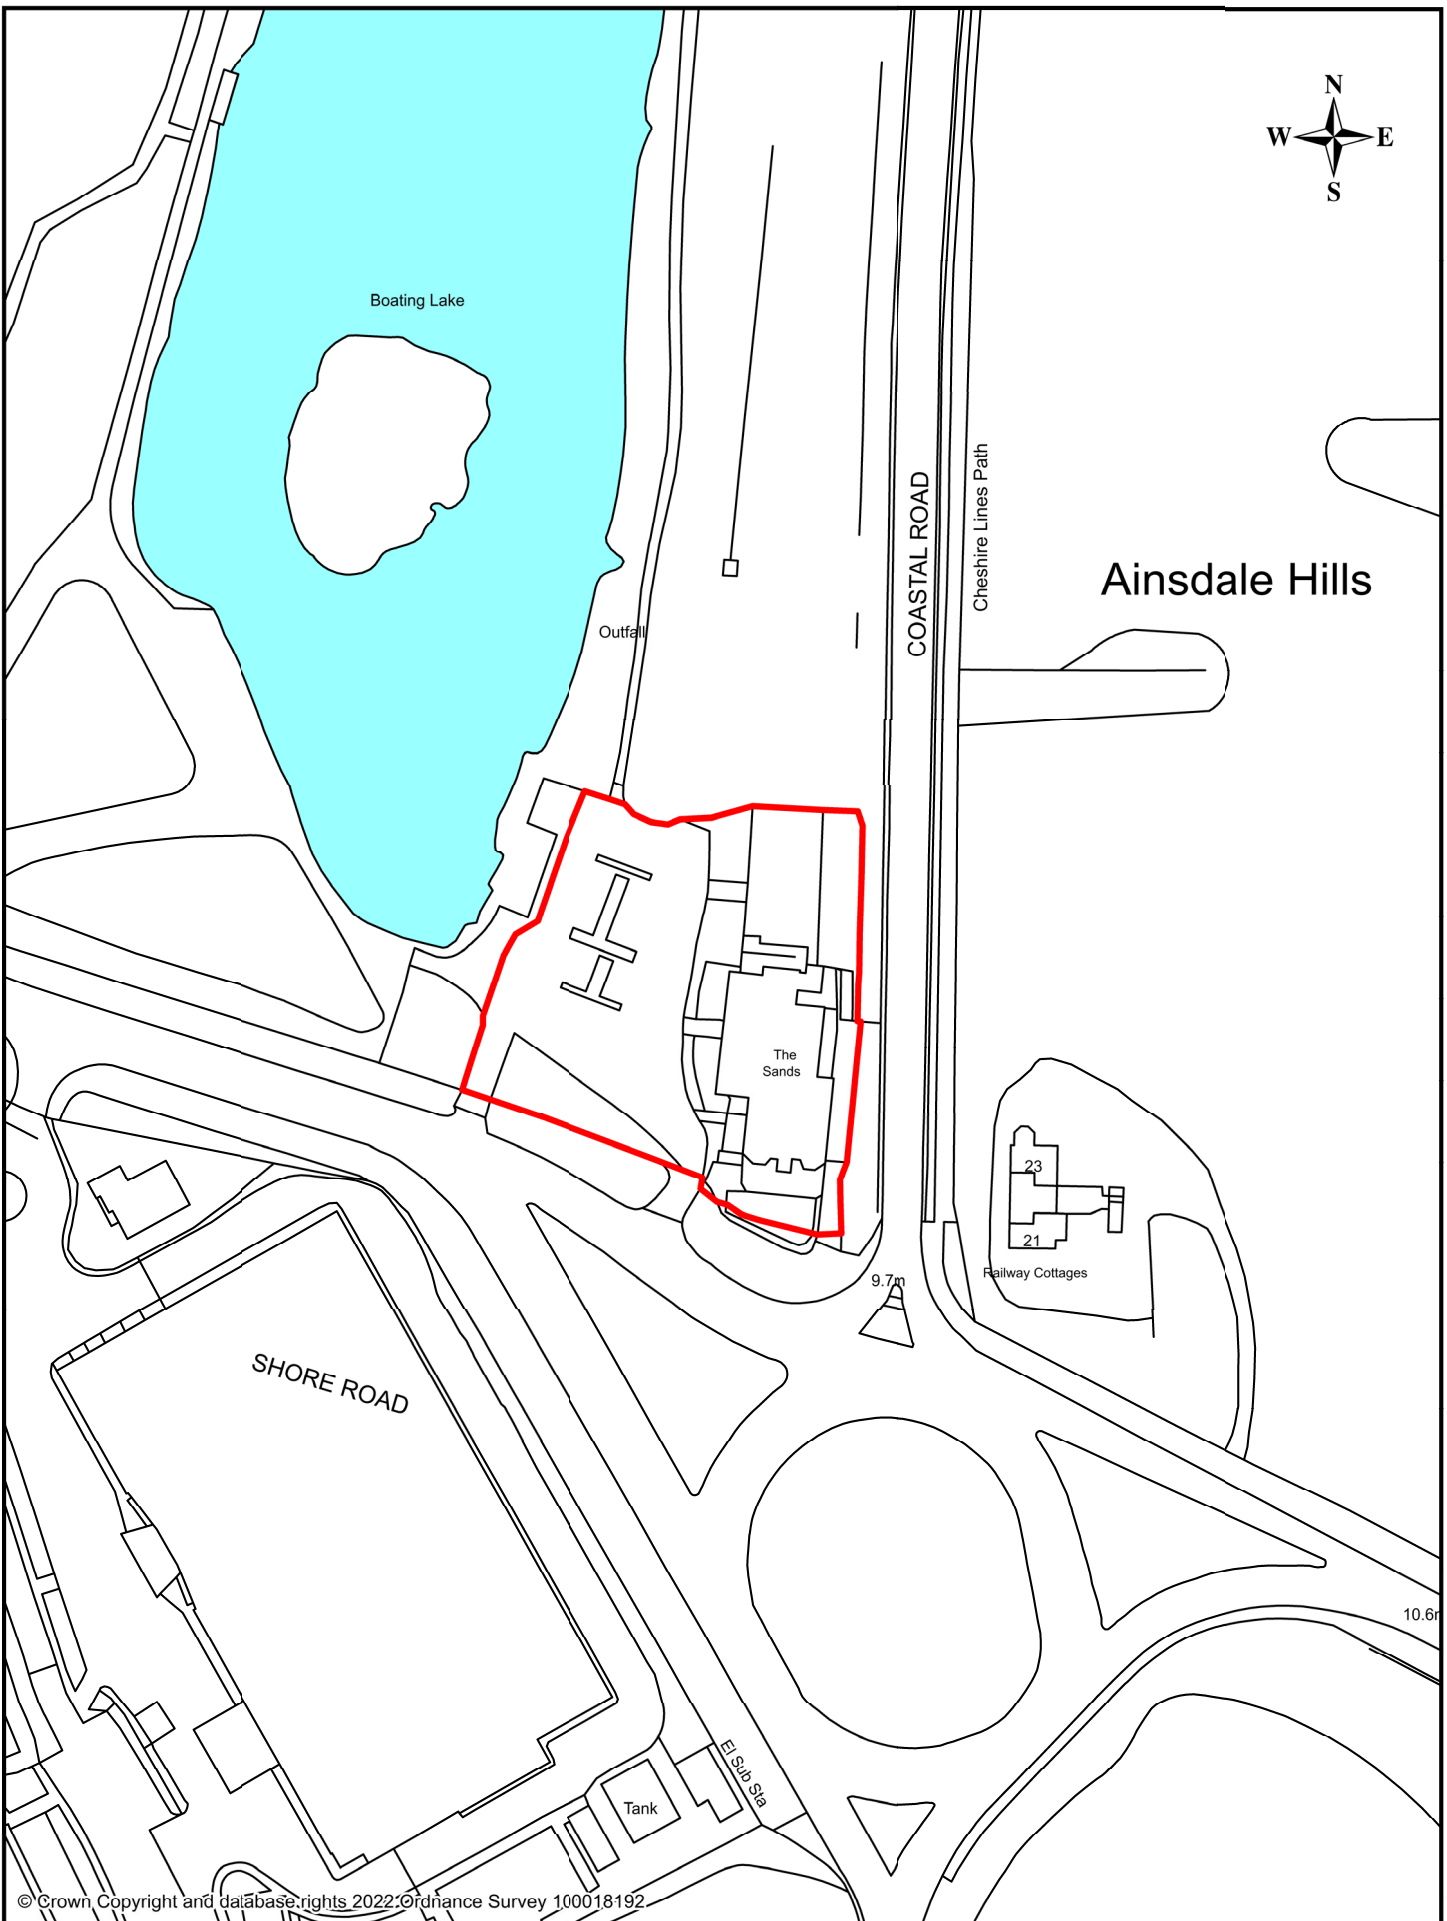 N
W E
S
Boating Lake
COASTAL ROAD
Cheshire Lines Path
Ainsdale Hills
Outfall
The
Sands
23
21
Railway Cottages
9.7m
SHORE ROAD
10.6
El Sub Sta
Tank
© Crown Copyright and database rights 2022 Ordnance Survey 100018192